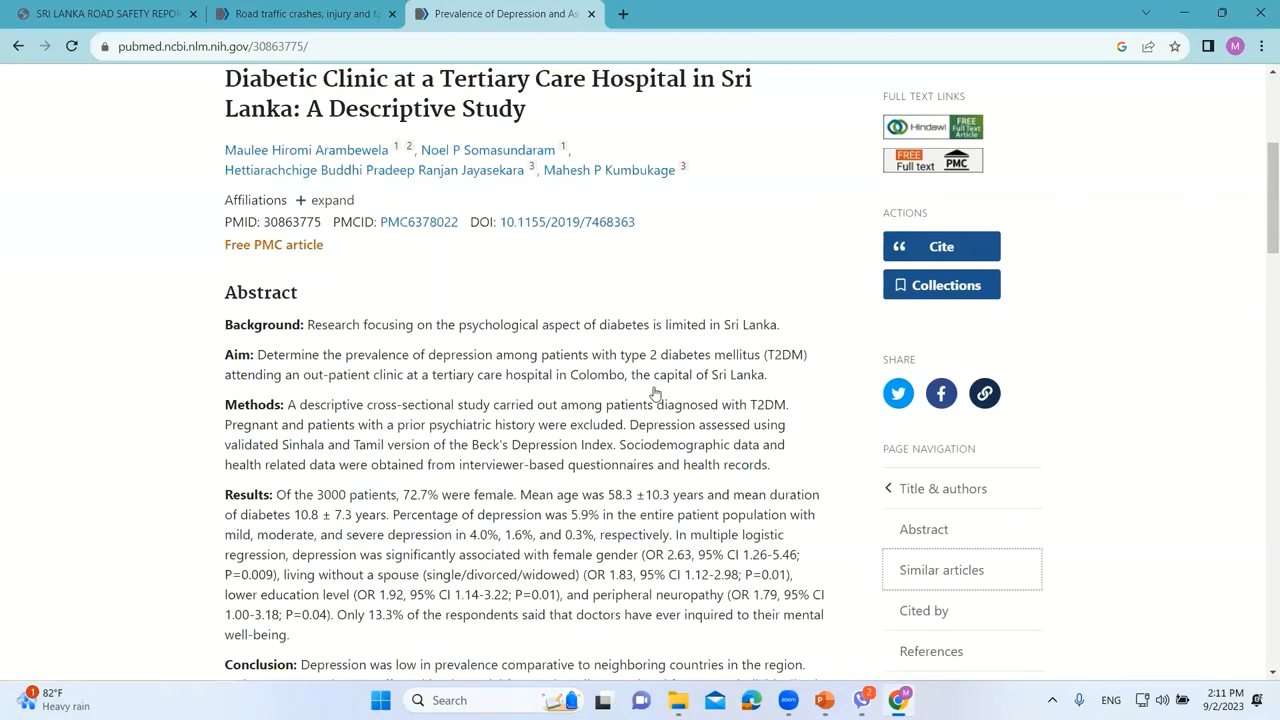 SRI LANKA ROAD SAFETY REPOR
Road traffic crashes, injury and fa
Prevalence of Depression and As
pubmed.ncbi.nlm.nih.gov/30863775/
Diabetic Clinic at a Tertiary Care Hospital in Sri
Lanka: A Descriptive Study
Maulee Hiromi Arambewela 1 2, Noel P Somasundaram 1,
Hettiarachchige Buddhi Pradeep Ranjan Jayasekara 3, Mahesh P Kumbukage 3
Affiliations + expand
PMID: 30863775 PMCID: PMC6378022 DOI: 10.1155/2019/7468363
Free PMC article
Abstract
Background: Research focusing on the psychological aspect of diabetes is limited in Sri Lanka.
Aim: Determine the prevalence of depression among patients with type 2 diabetes mellitus (T2DM)
attending an out-patient clinic at a tertiary care hospital in Colombo, the capital of Sri Lanka.
Methods: A descriptive cross-sectional study carried out among patients diagnosed with T2DM.
Pregnant and patients with a prior psychiatric history were excluded. Depression assessed using
validated Sinhala and Tamil version of the Beck's Depression Index. Sociodemographic data and
health related data were obtained from interviewer-based questionnaires and health records.
Results: Of the 3000 patients, 72.7% were female. Mean age was 58.3 ±10.3 years and mean duration
of diabetes 10.8 ± 7.3 years. Percentage of depression was 5.9% in the entire patient population with
mild, moderate, and severe depression in 4.0%, 1.6%, and 0.3%, respectively. In multiple logistic
regression, depression was significantly associated with female gender (OR 2.63, 95% CI 1.26-5.46;
P=0.009), living without a spouse (single/divorced/widowed) (OR 1.83, 95% CI 1.12-2.98; P=0.01),
lower education level (OR 1.92, 95% CI 1.14-3.22; P=0.01), and peripheral neuropathy (OR 1.79, 95% CI
1.00-3.18; P=0.04). Only 13.3% of the respondents said that doctors have ever inquired to their mental
well-being.
Conclusion: Depression was low in prevalence comparative to neighboring countries in the region.
FULL TEXT LINKS
Hindawi FREE Full Text Article
FREE Full text PMC
ACTIONS
Cite
Collections
SHARE
PAGE NAVIGATION
Title & authors
Abstract
Similar articles
Cited by
References
M
1
82°F
Heavy rain
Search
zoom
2
M
ENG
2:11 PM
9/2/2023